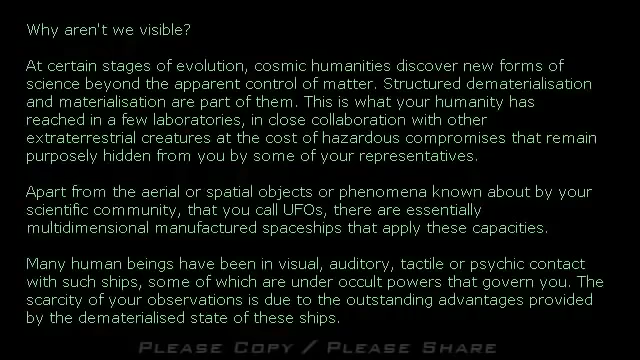 Why aren't we visible?
At certain stages of evolution, cosmic humanities discover new forms of
science beyond the apparent control of matter. Structured dematerialisation
and materialisation are part of them. This is what your humanity has
reached in a few laboratories, in close collaboration with other
extraterrestrial creatures at the cost of hazardous compromises that remain
purposely hidden from you by some of your representatives.
Apart from the aerial or spatial objects or phenomena known about by your
scientific community, that you call UFOs, there are essentially
multidimensional manufactured spaceships that apply these capacities.
Many human beings have been in visual, auditory, tactile or psychic contact
with such ships, some of which are under occult powers that govern you. The
scarcity of your observations is due to the outstanding advantages provided
by the dematerialised state of these ships.
Please Copy / Please Share